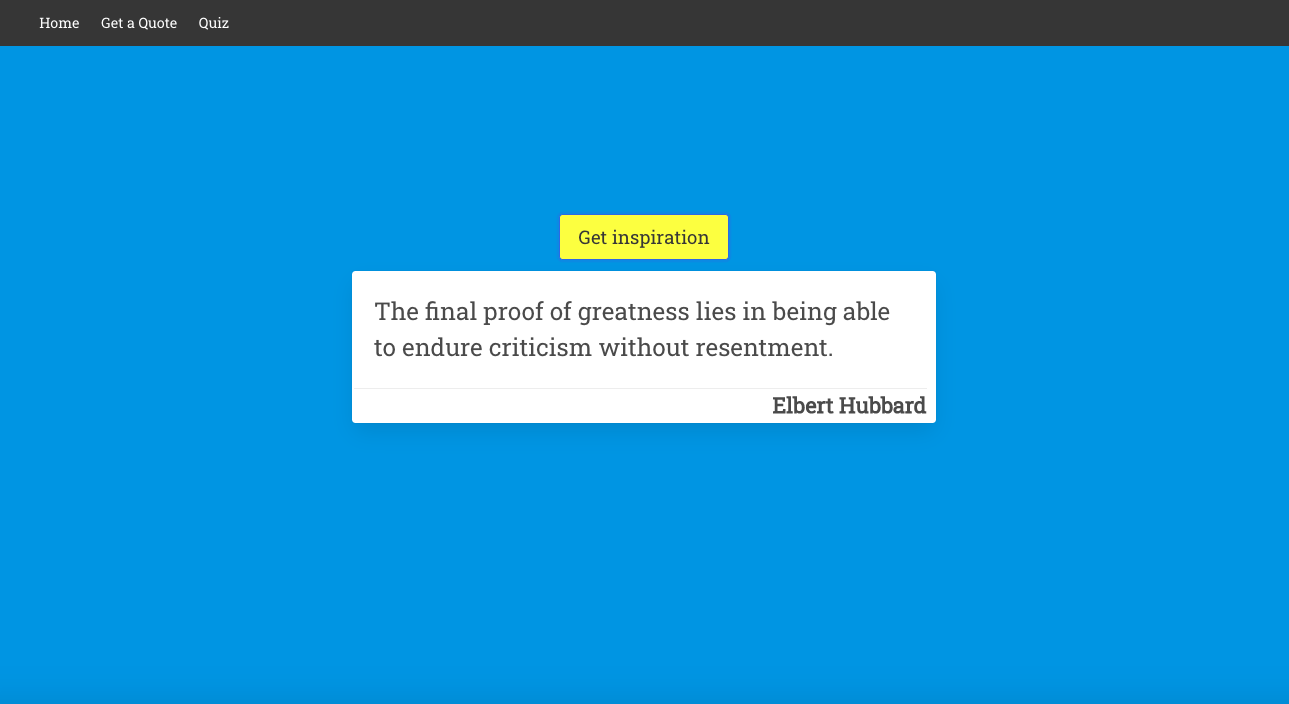 Home Get a Quote Quiz
Get inspiration
The final proof of greatness lies in being able
to endure criticism without resentment.
Elbert Hubbard